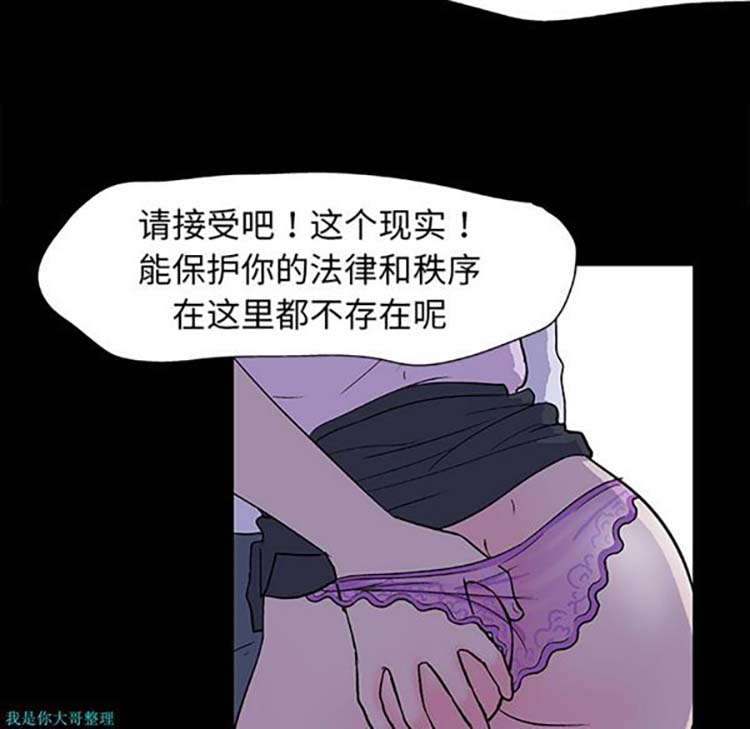 请接受吧！这个现实！
能保护你的法律和秩序
在这里都不存在呢
我是你大哥整理